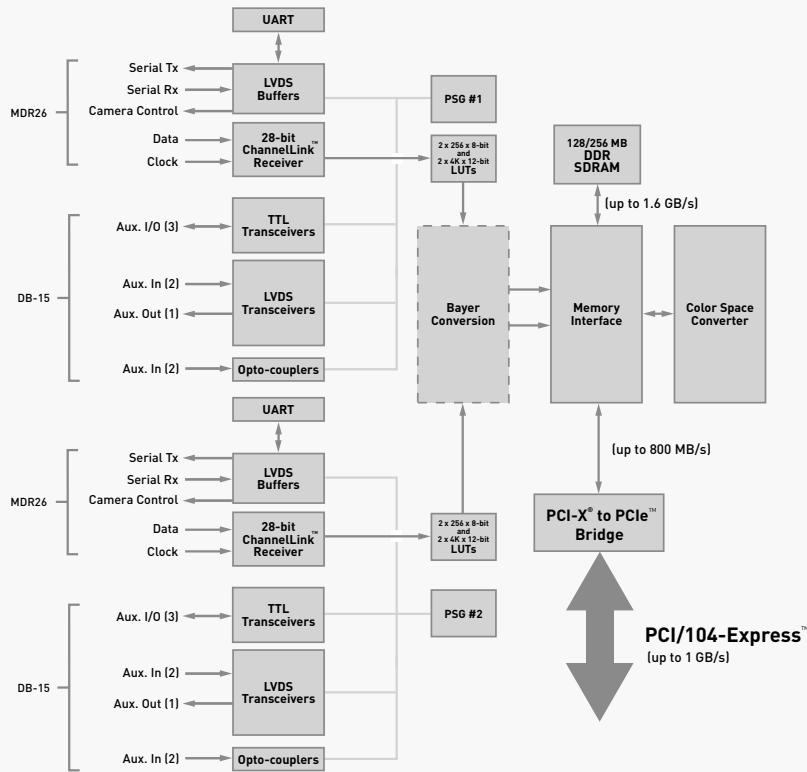 UART
MDR26
Serial Tx
Serial Rx
Camera Control
LVDS
Buffers
PSG #1
Data
Clock
28-bit
ChannelLink™
Receiver
2 x 256 x 8-bit
and
2 x 4K x 12-bit
LUTs
128/256 MB
DDR
SDRAM
(up to 1.6 GB/s)
DB-15
Aux. I/O (3)
TTL
Transceivers
Aux. In (2)
Aux. Out (1)
LVDS
Transceivers
Aux. In (2)
Opto-couplers
Bayer
Conversion
Memory
Interface
Color Space
Converter
UART
MDR26
Serial Tx
Serial Rx
Camera Control
LVDS
Buffers
(up to 800 MB/s)
Data
Clock
28-bit
ChannelLink™
Receiver
2 x 256 x 8-bit
and
2 x 4K x 12-bit
LUTs
PCI-X® to PCIe™
Bridge
DB-15
Aux. I/O (3)
TTL
Transceivers
PSG #2
Aux. In (2)
Aux. Out (1)
LVDS
Transceivers
PCI/104-Express™
(up to 1 GB/s)
Aux. In (2)
Opto-couplers